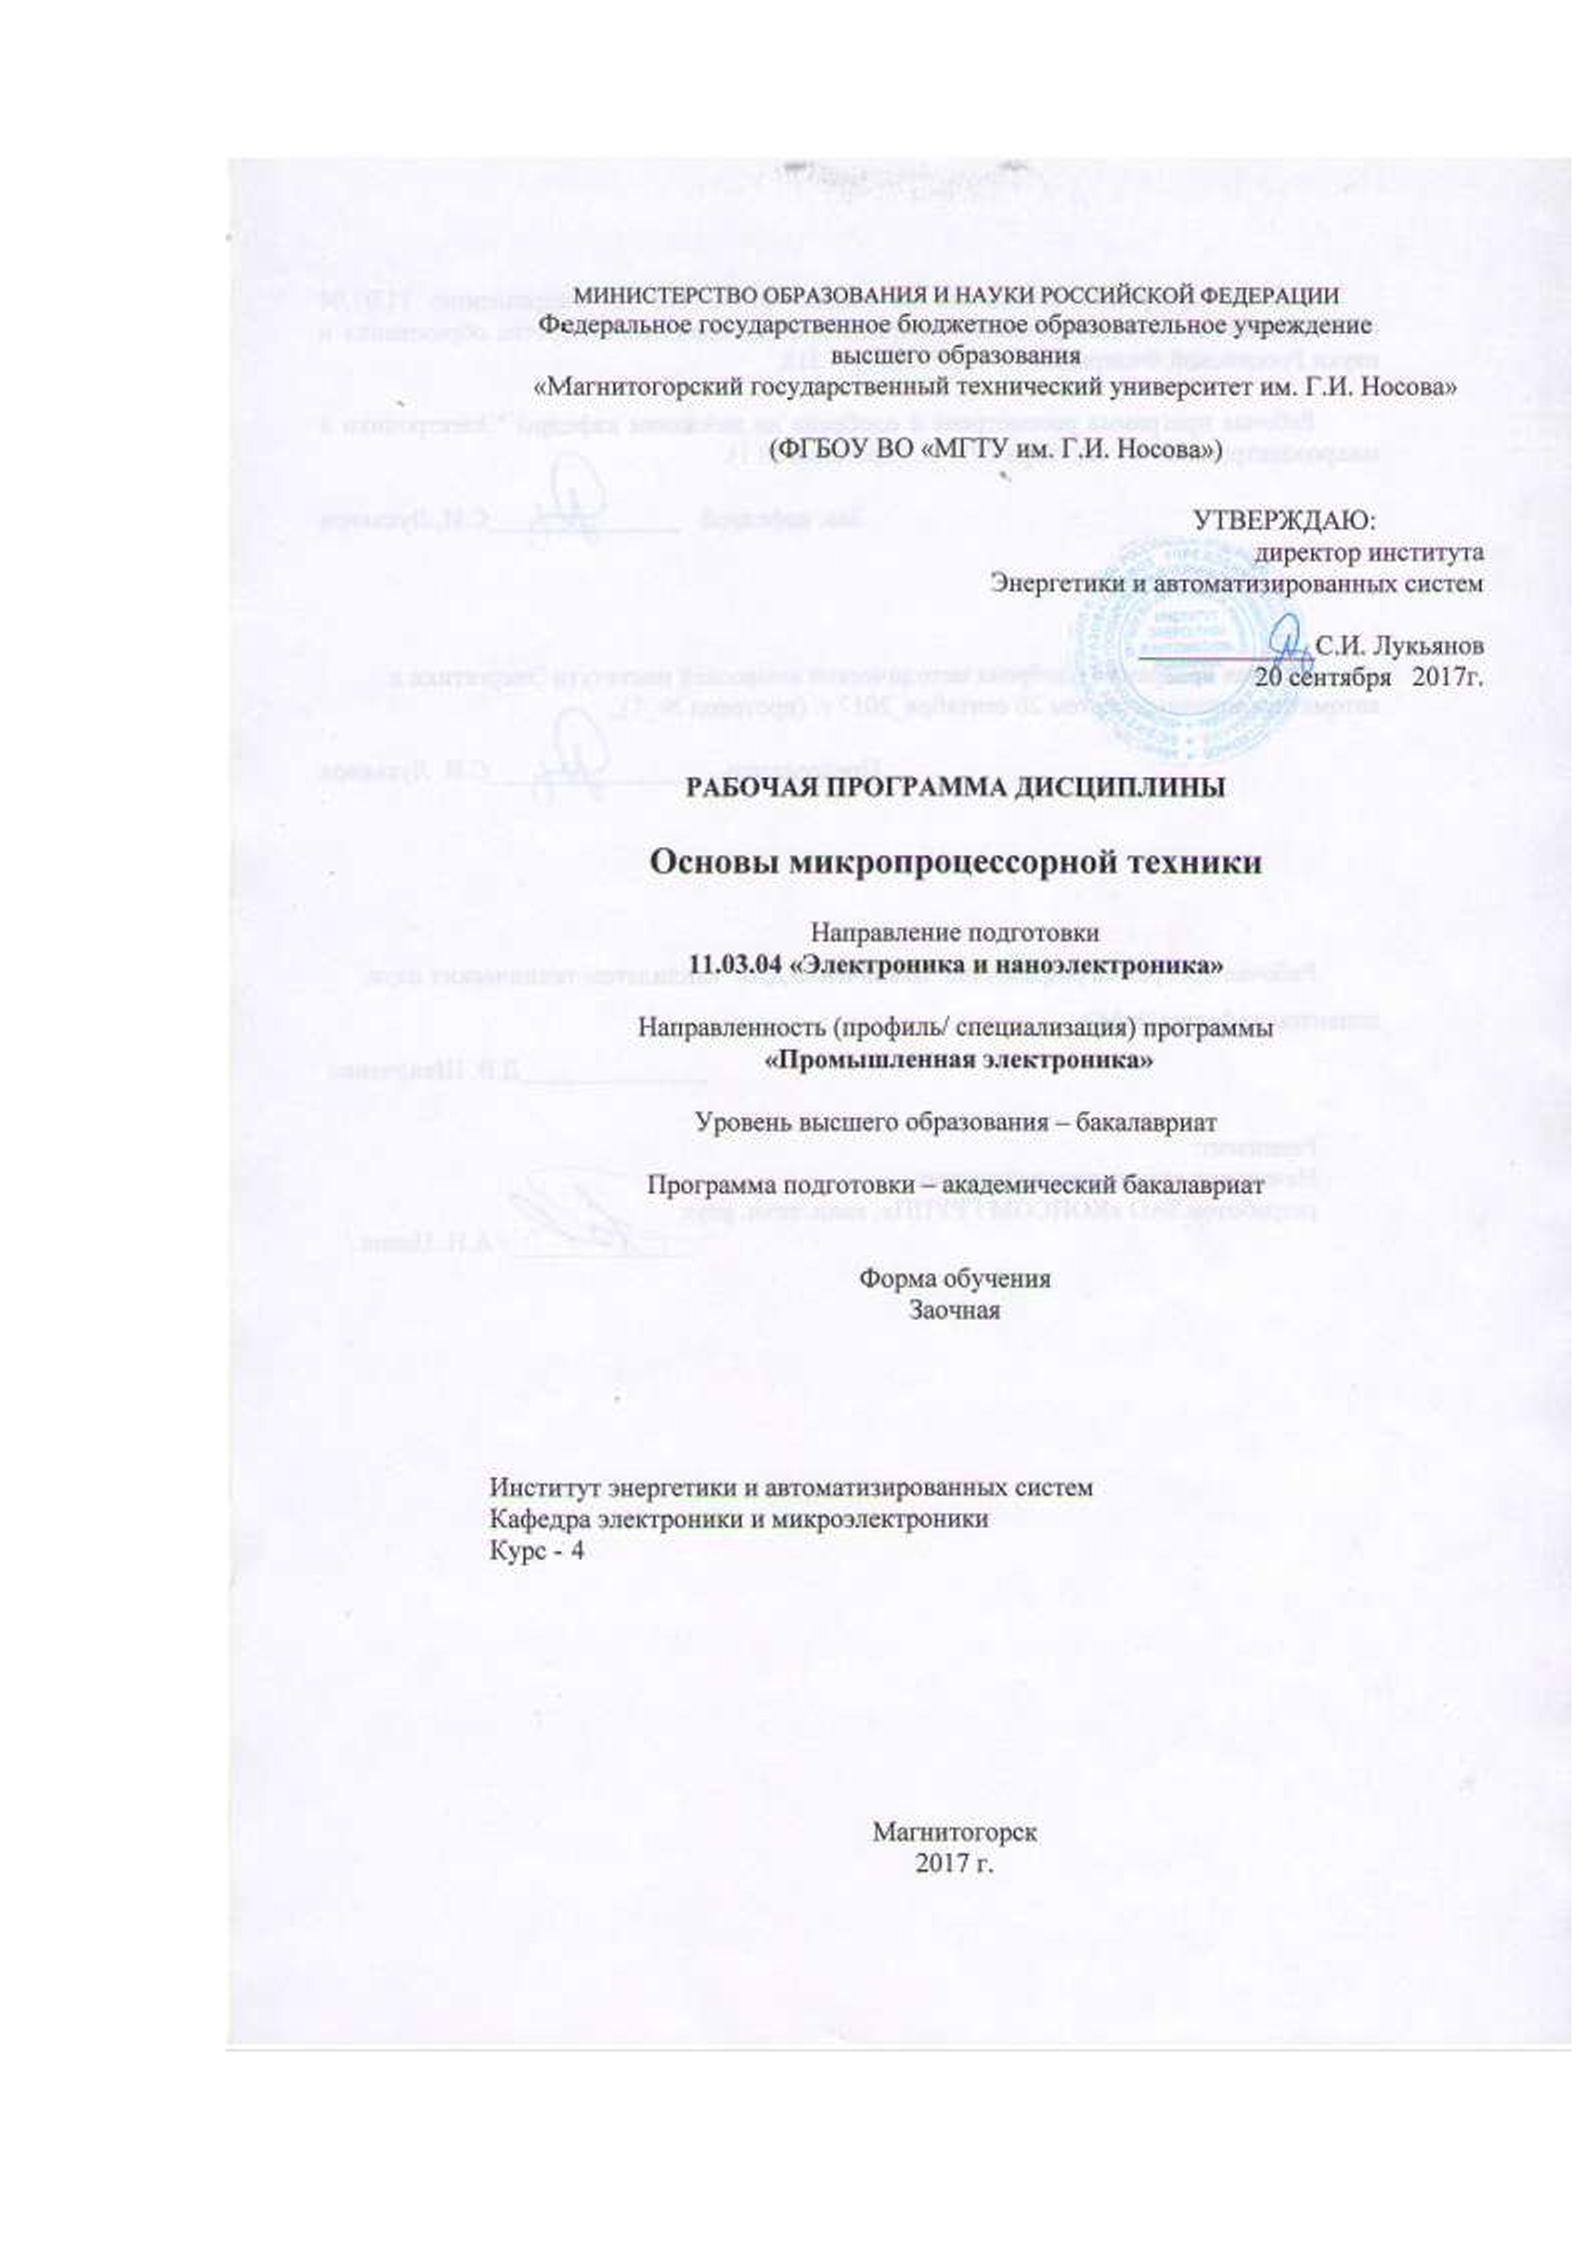 МИНИСТЕРСТВО ОБРАЗОВАНИЯ И НАУКИ РОССИЙСКОЙ ФЕДЕРАЦИИ
Федеральное государственное бюджетное образовательное учреждение
высшего образования
«Магнитогорский государственный технический университет им. Г.И. Носова»
(ФГБОУ ВО «МГТУ им. Г.И. Носова»)
УТВЕРЖДАЮ:
директор института
Энергетики и автоматизированных систем
С.И. Лукьянов
20 сентября 2017г.
РАБОЧАЯ ПРОГРАММА ДИСЦИПЛИНЫ
Основы микропроцессорной техники
Направление подготовки
11.03.04 «Электроника и наноэлектроника»
Направленность (профиль/ специализация) программы
«Промышленная электроника»
Уровень высшего образования – бакалавриат
Программа подготовки – академический бакалавриат
Форма обучения
Заочная
Институт энергетики и автоматизированных систем
Кафедра электроники и микроэлектроники
Курс - 4
Магнитогорск
2017 г.